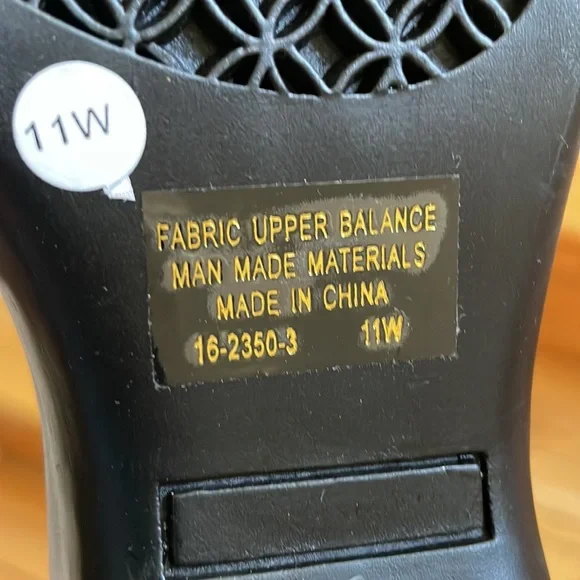 11W
FABRIC UPPER BALANCE
MAN MADE MATERIALS
MADE IN CHINA
16-2350-3 11W